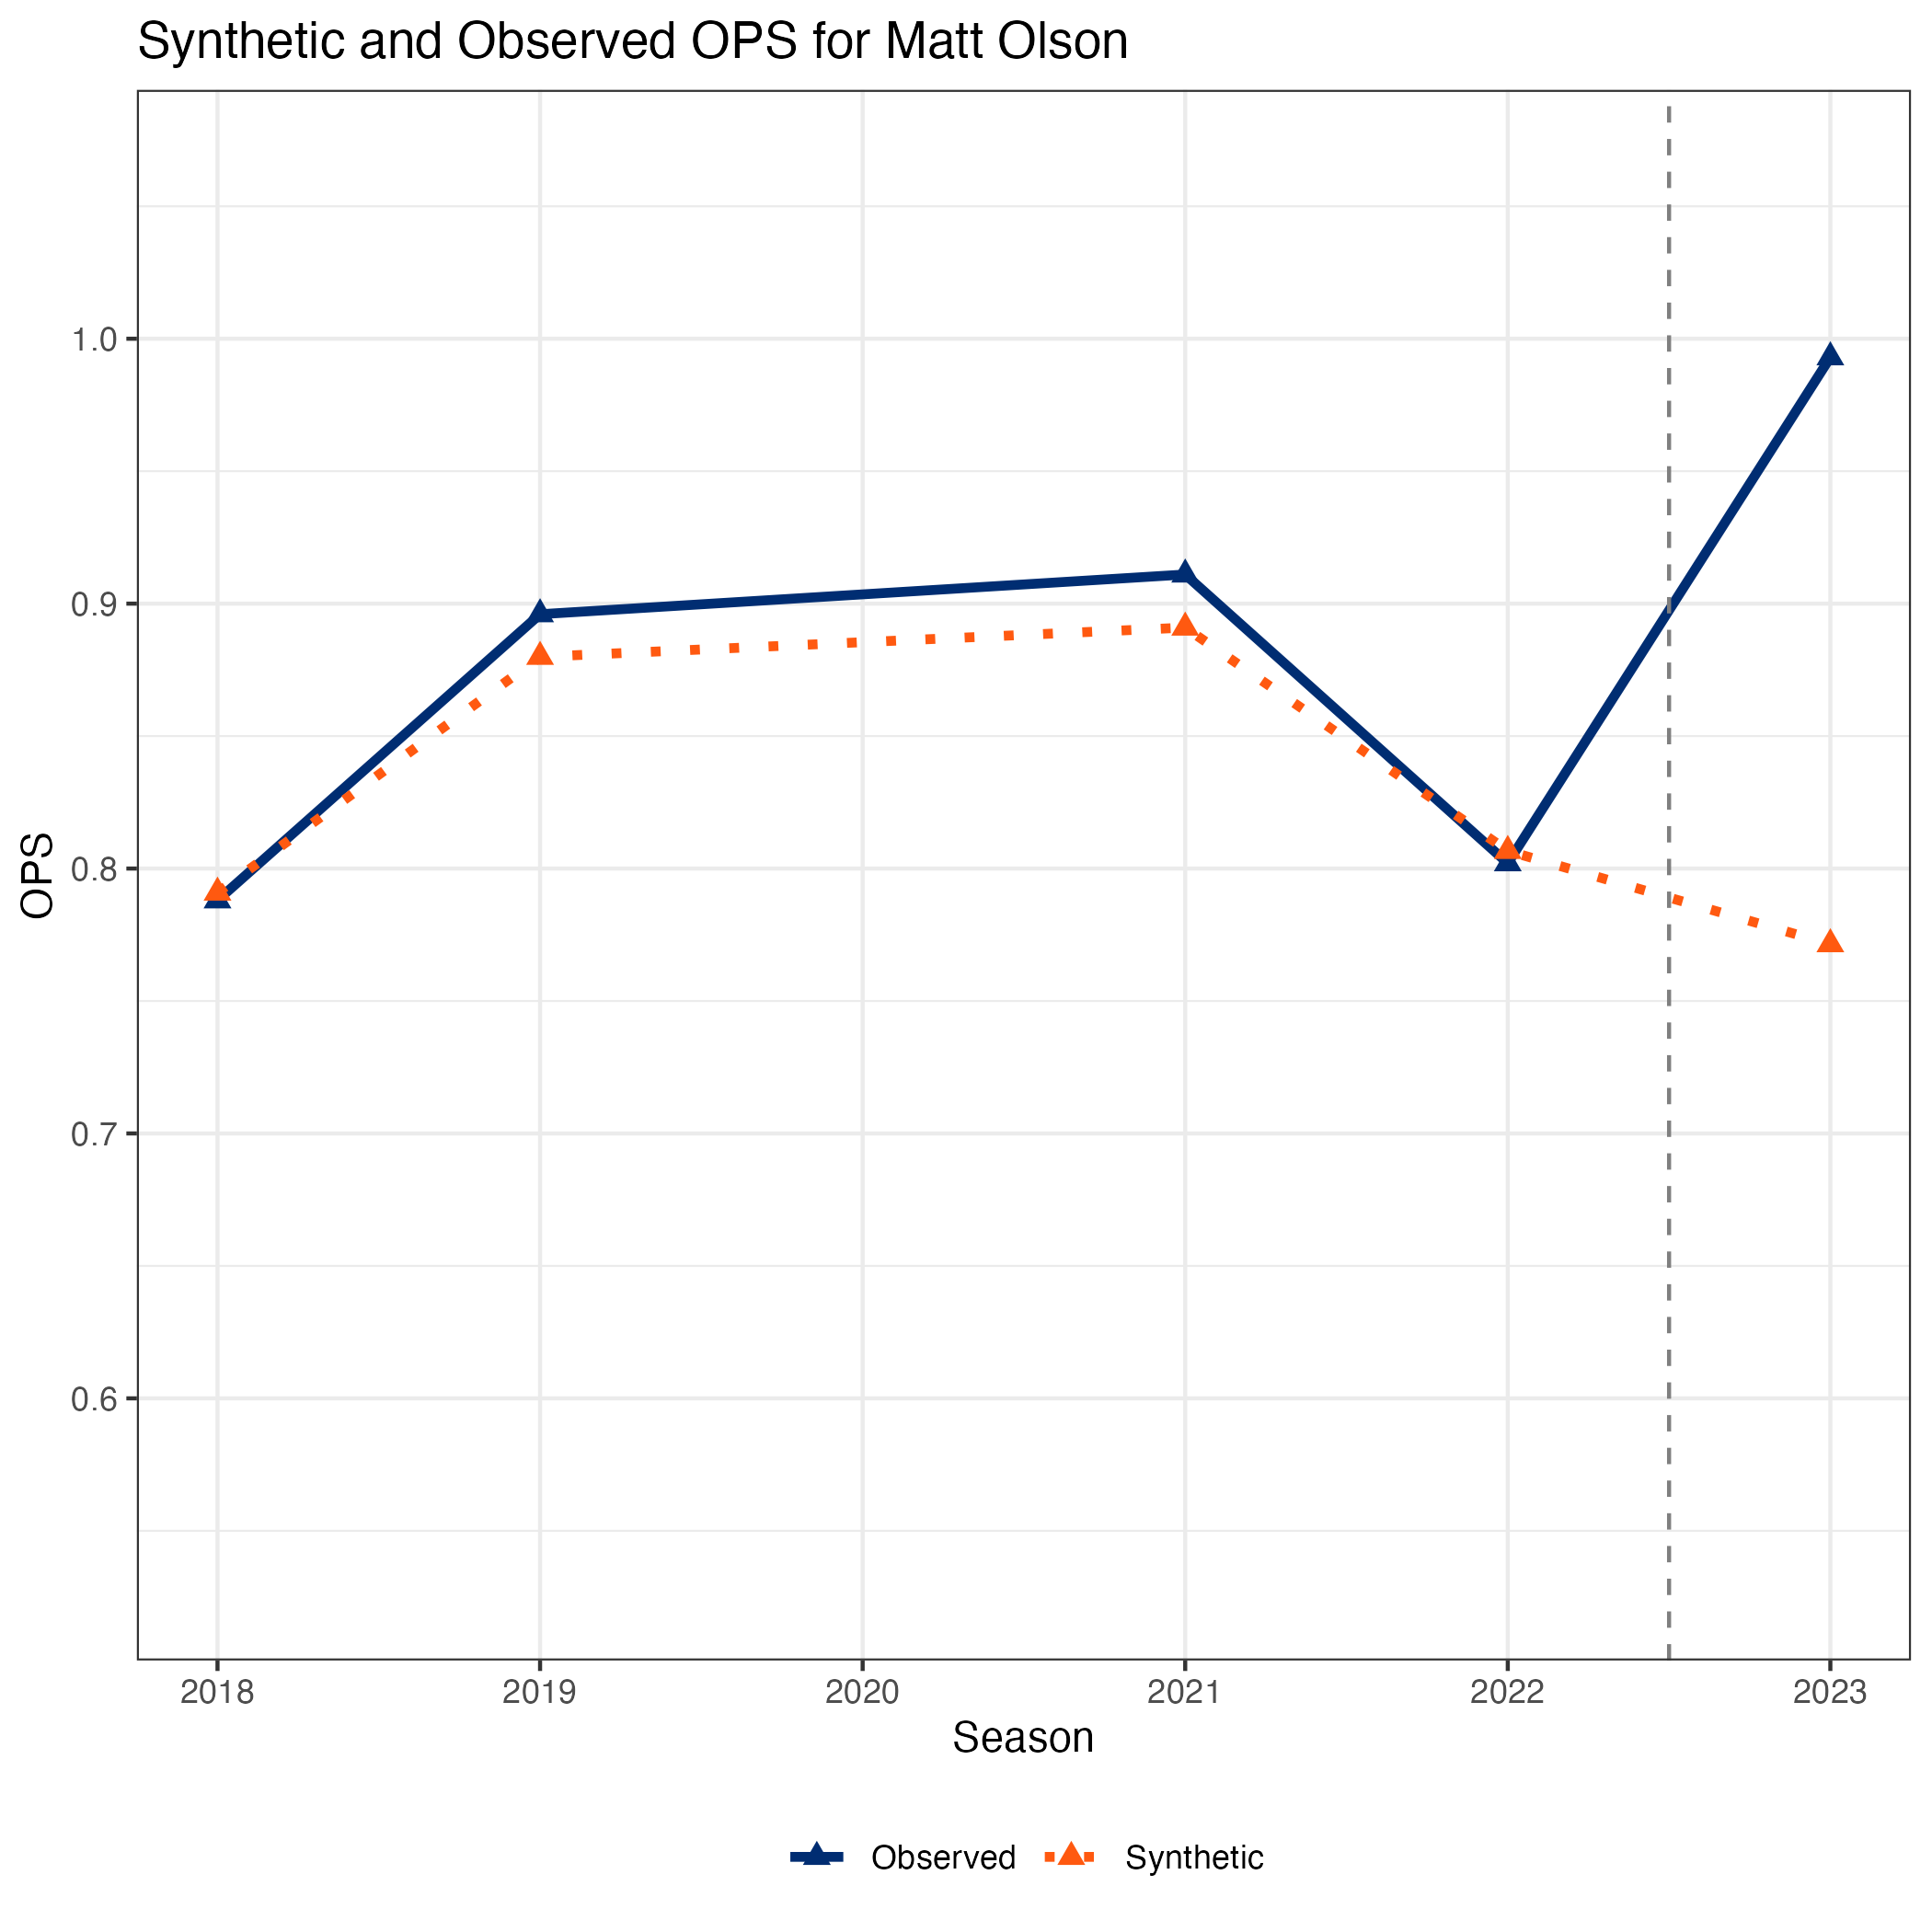 Synthetic and Observed OPS for Matt Olson
1.0
0.9
0.8
0.7
0.6
OPS
2018 2019 2020 2021 2022 2023
Season
Observed Synthetic